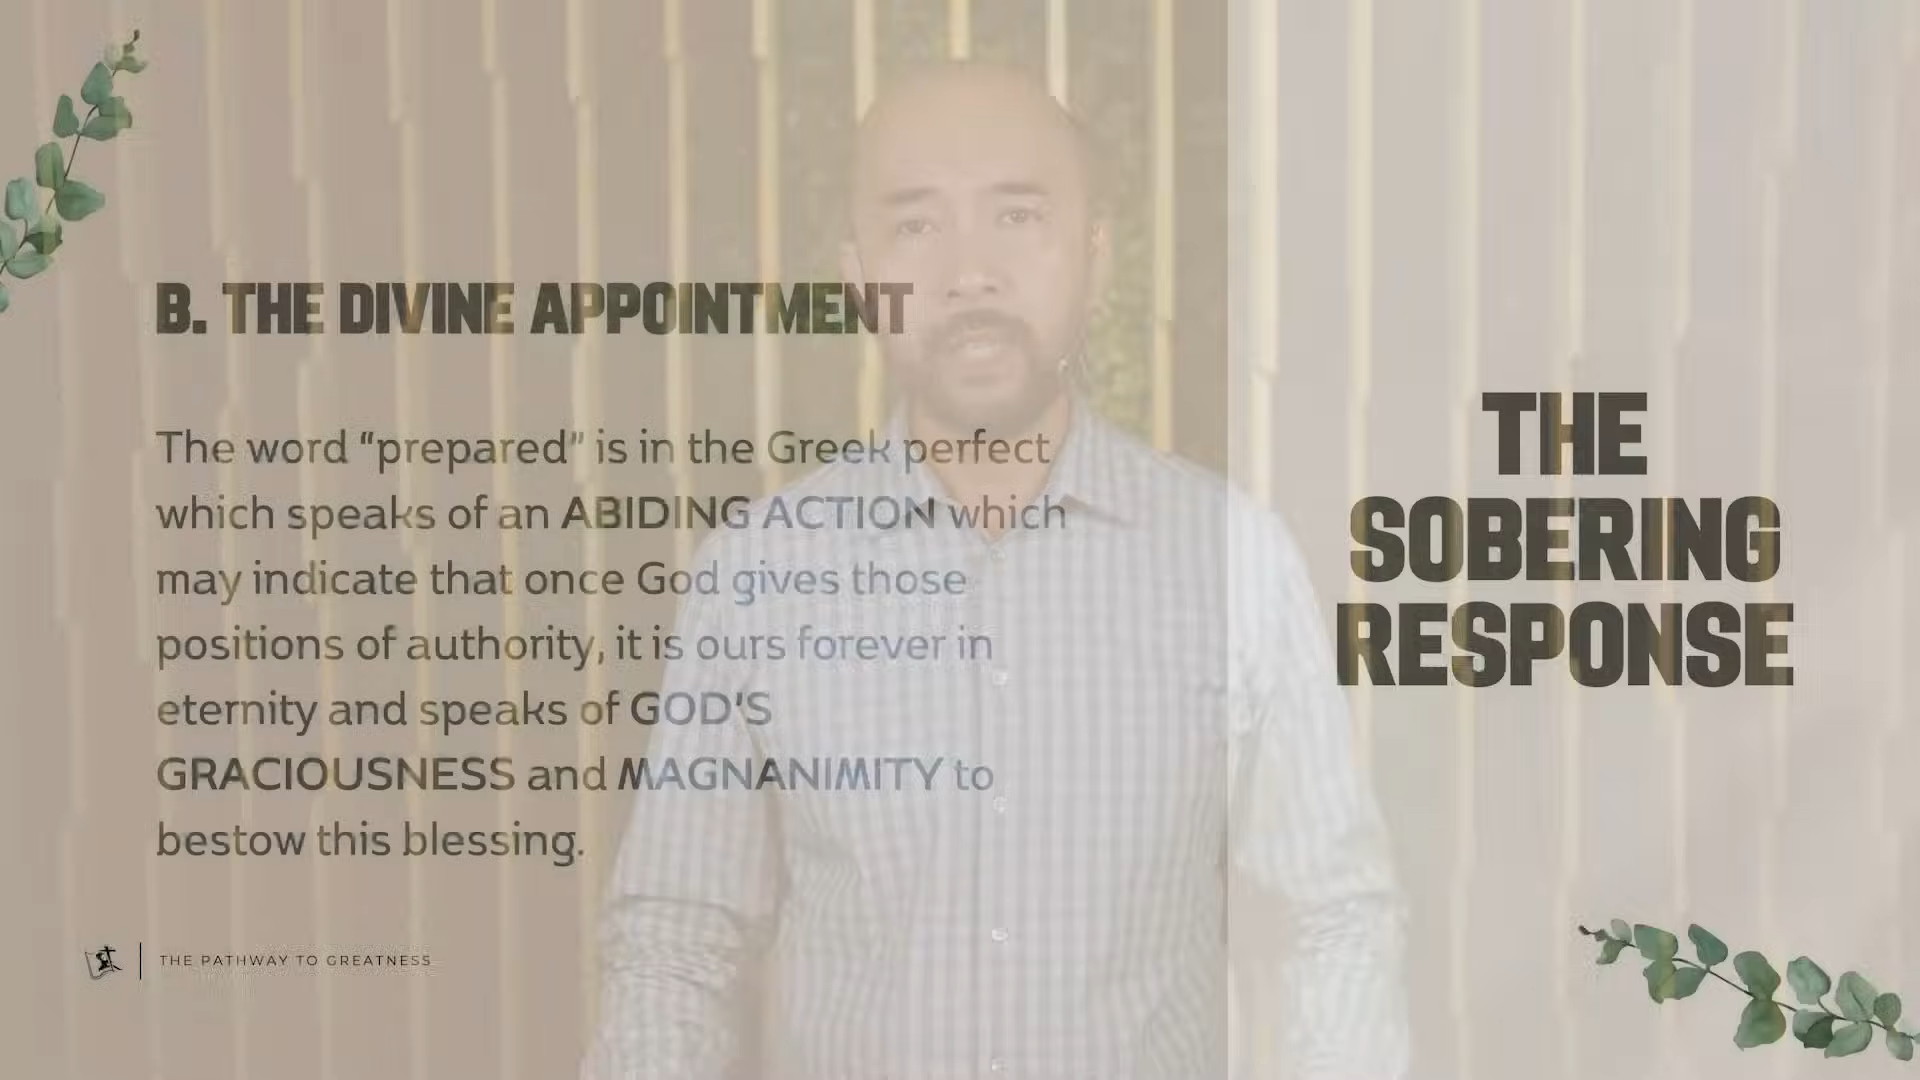 B. THE DIVINE APPOINTMENT
The word “prepared” is in the Greek perfect
which speaks of an ABIDING ACTION which
may indicate that once God gives those
positions of authority, it is ours forever in
eternity and speaks of GOD'S
GRACIOUSNESS and MAGNANIMITY to
bestow this blessing.
THE PATHWAY TO GREATNESS
THE
SOBERING
RESPONSE